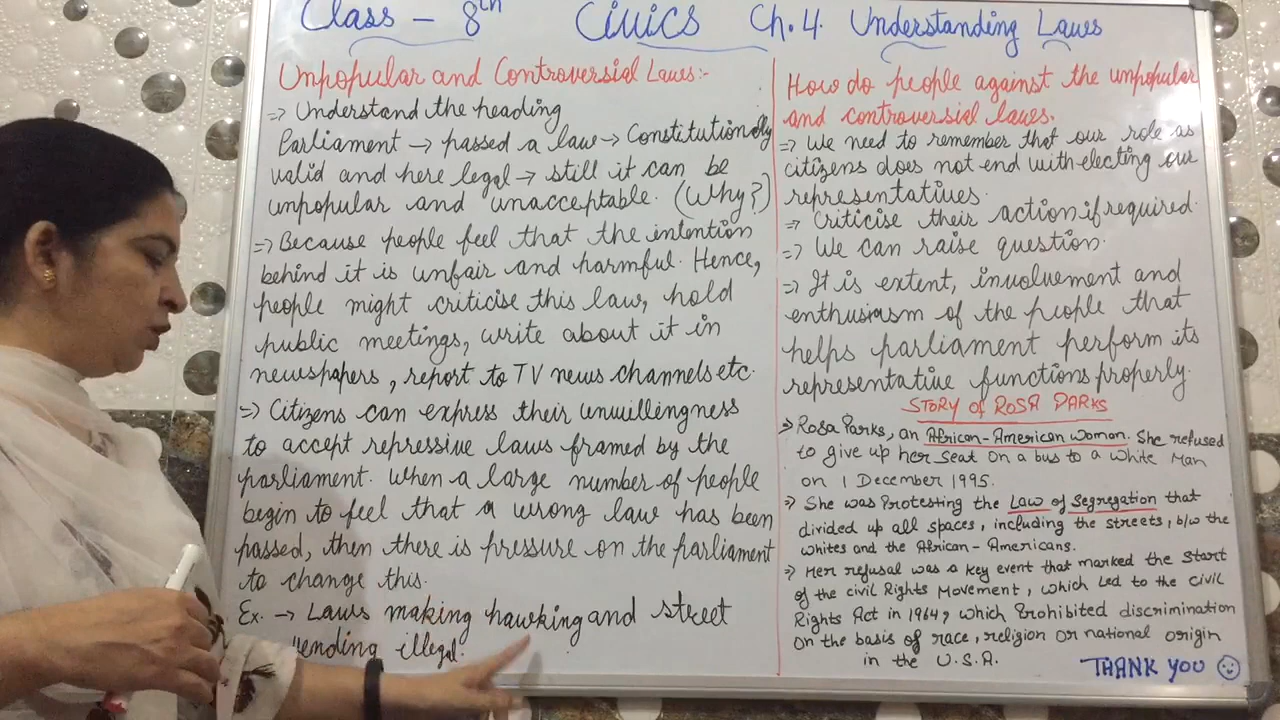 Class - 8th Civics Ch. 4. Understanding Laws
Unpopular and Controversial Laws:-
=> Understand the heading
Parliament → passed a law → Constitutionally
valid and here legal → still it can be
unpopular and unacceptable. (Why?)
=> Because people feel that the intention
behind it is unfair and harmful. Hence,
people might criticise this law, hold
public meetings, write about it in
newspapers, report to TV news channels etc.
=> Citizens can express their unwillingness
to accept repressive laws framed by the
parliament. When a large number of people
begin to feel that a wrong law has been
passed, then there is pressure on the parliament
to change this.
Ex. → Laws making hawking and street
vending illegal.
How do people against the unpopular
and controversial laws.
=> We need to remember that our role as
citizens does not end with electing our
representatives.
=> Criticise their action if required.
=> We can raise question.
=> It is extent, involvement and
enthusiasm of the people that
helps parliament perform its
representative functions properly.
STORY of ROSA PARKS
=> Rosa Parks, an African-American woman. She refused
to give up her seat on a bus to a white man
on 1 December 1995.
=> She was Protesting the Law of Segregation that
divided up all spaces, including the streets, b/w the
whites and the African-Americans.
=> Her refusal was a key event that marked the start
of the civil Rights Movement, which led to the civil
Rights Act in 1964, which Prohibited discrimination
on the basis of race, religion or national origin
in the U.S.A.
THANK YOU